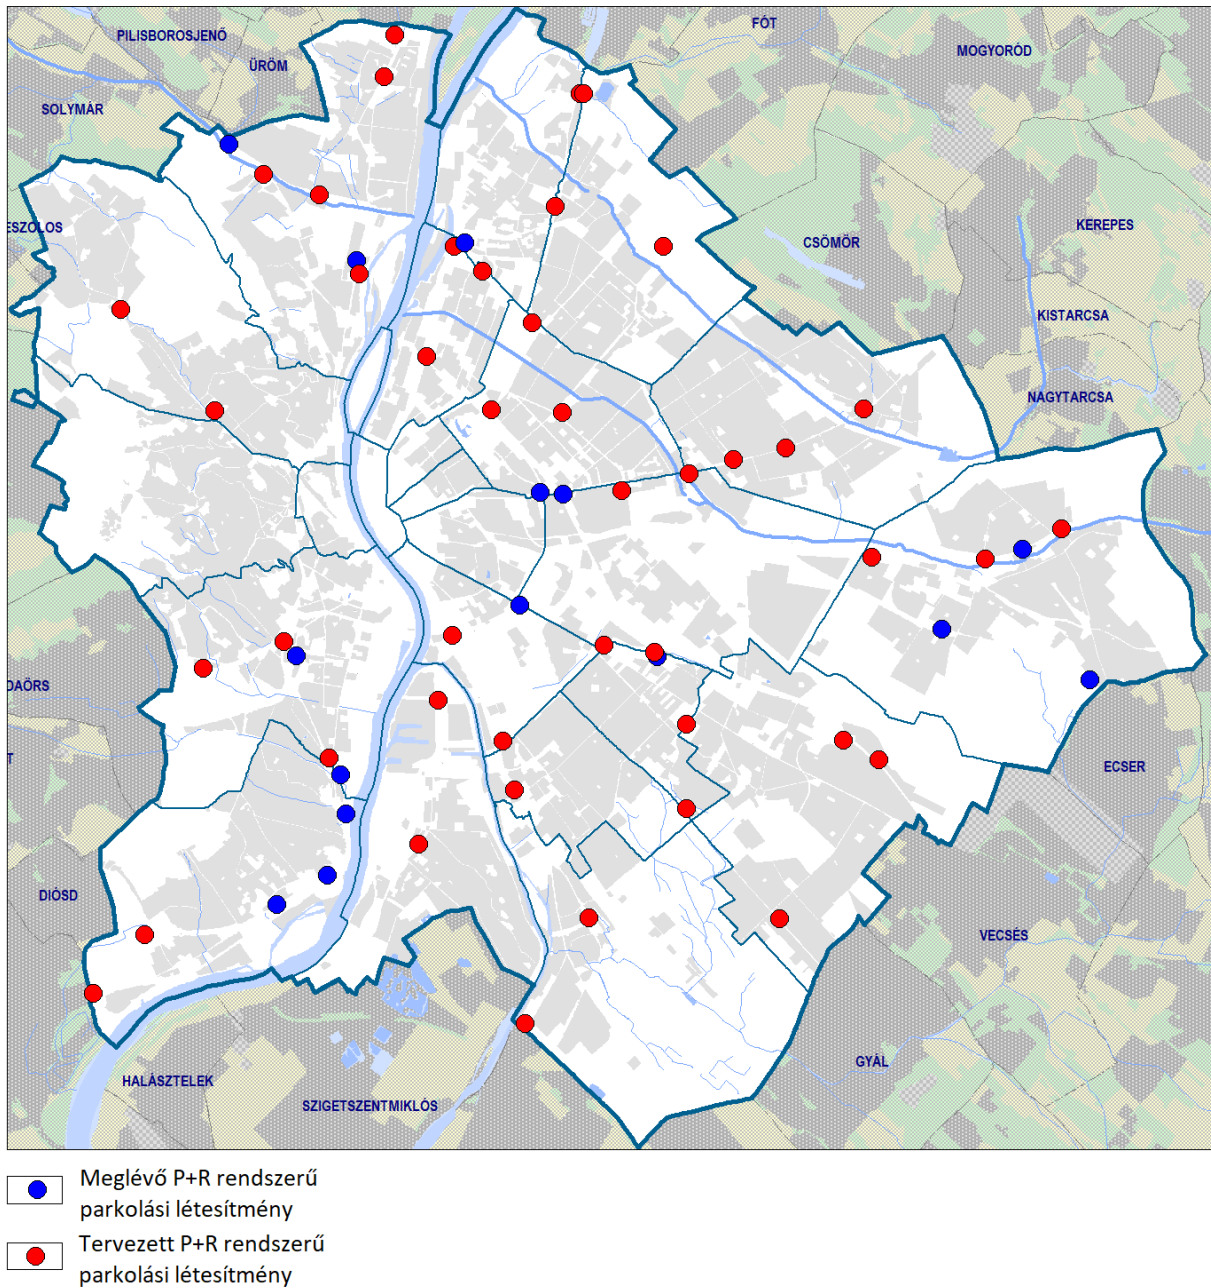 FÓT
PILISBOROSJENŐ
MOGYORÓD
ÜRÖM
SOLYMÁR
KEREPES
ESZŐLOS
CSÖMÖR
KISTARCSA
NAGYTARCSA
DAÖRS
T
ECSER
DIÓSD
VECSÉS
GYÁL
HALÁSZTELEK
SZIGETSZENTMIKLÓS
Meglévő P+R rendszerű
parkolási létesítmény
Tervezett P+R rendszerű
parkolási létesítmény